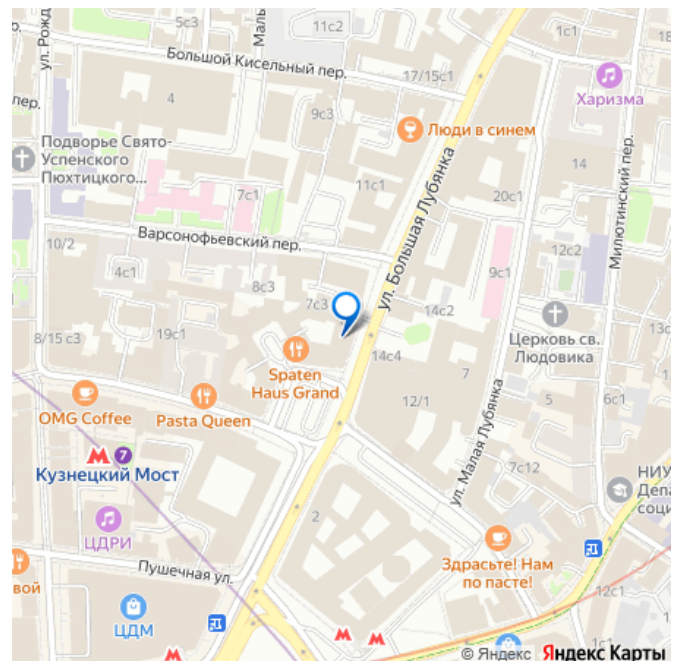 5с3
11с2
1с1
18
ул. Рожд
Малы
Большой Кисельный пер.
17/15с1
Харизма
пер.
4
9с3
Люди в синем
Подворье Свято-
Успенского
Пюхтицкого...
14
Милютинский пер.
7с1
11с1
20с1
ул. Большая Лубянка
10/2
Варсонофьевский пер.
12с2
4с1
8с3
9с1
7с3
14с2
13с
8/15 с3
19с1
Церковь св.
Людовика
Spaten
Haus Grand
14с4
7
OMG Coffee
Pasta Queen
12/1
5
6с1
ул. Малая Лубянка
7
Кузнецкий Мост
7с12
НИУ
Депа
соци
ЦДРИ
2
Здрасьте! Нам
по пасте!
вой
Пушечная ул.
12с1
ЦДМ
© Яндекс Яндекс Карты